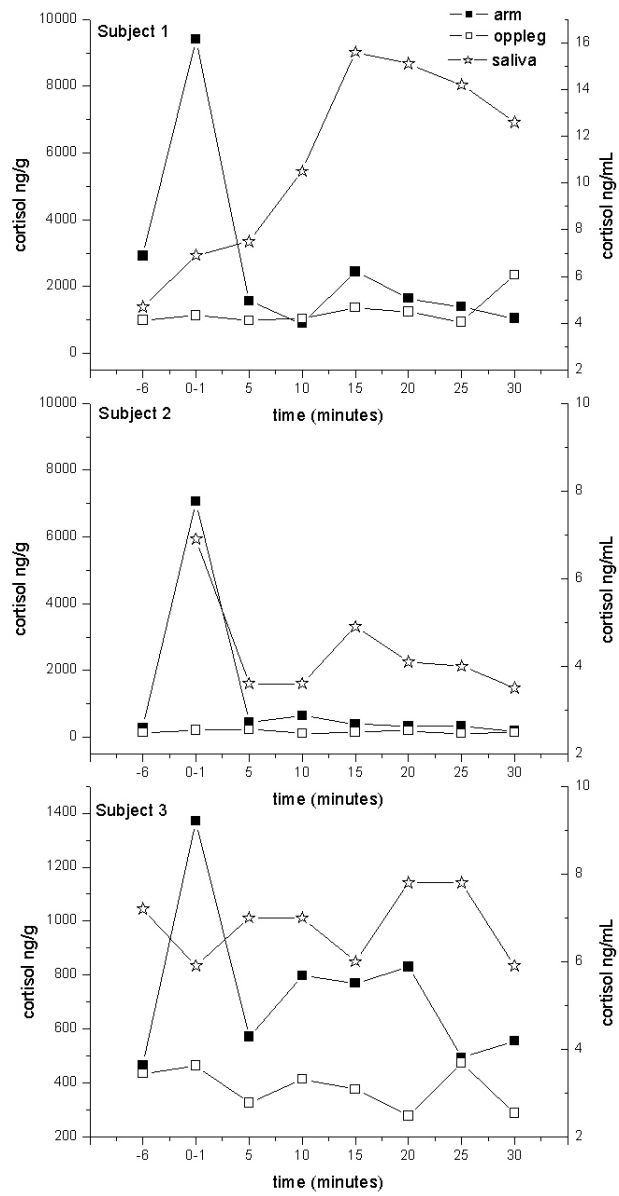 Subject 1
arm
oppleg
saliva
10000
8000
6000
4000
2000
0
cortisol ng/g
16
14
12
10
8
6
4
2
cortisol ng/mL
-6 0-1 5 10 15 20 25 30
time (minutes)
Subject 2
10000
8000
6000
4000
2000
0
cortisol ng/g
10
8
6
4
2
cortisol ng/mL
-6 0-1 5 10 15 20 25 30
time (minutes)
Subject 3
1400
1200
1000
800
600
400
200
cortisol ng/g
10
8
6
4
2
cortisol ng/mL
-6 0-1 5 10 15 20 25 30
time (minutes)